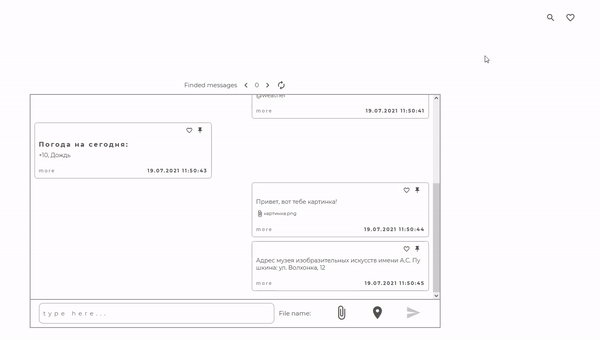 Finded messages 0
more 19.07.2021 11:50:41
Погода на сегодня:
+10, Дождь
more 19.07.2021 11:50:43
Привет, вот тебе картинка!
картинка.png
more 19.07.2021 11:50:44
Адрес музея изобразительных искусств имени А.С. Пу
шкина: ул. Волхонка, 12
more 19.07.2021 11:50:45
type here... File name: